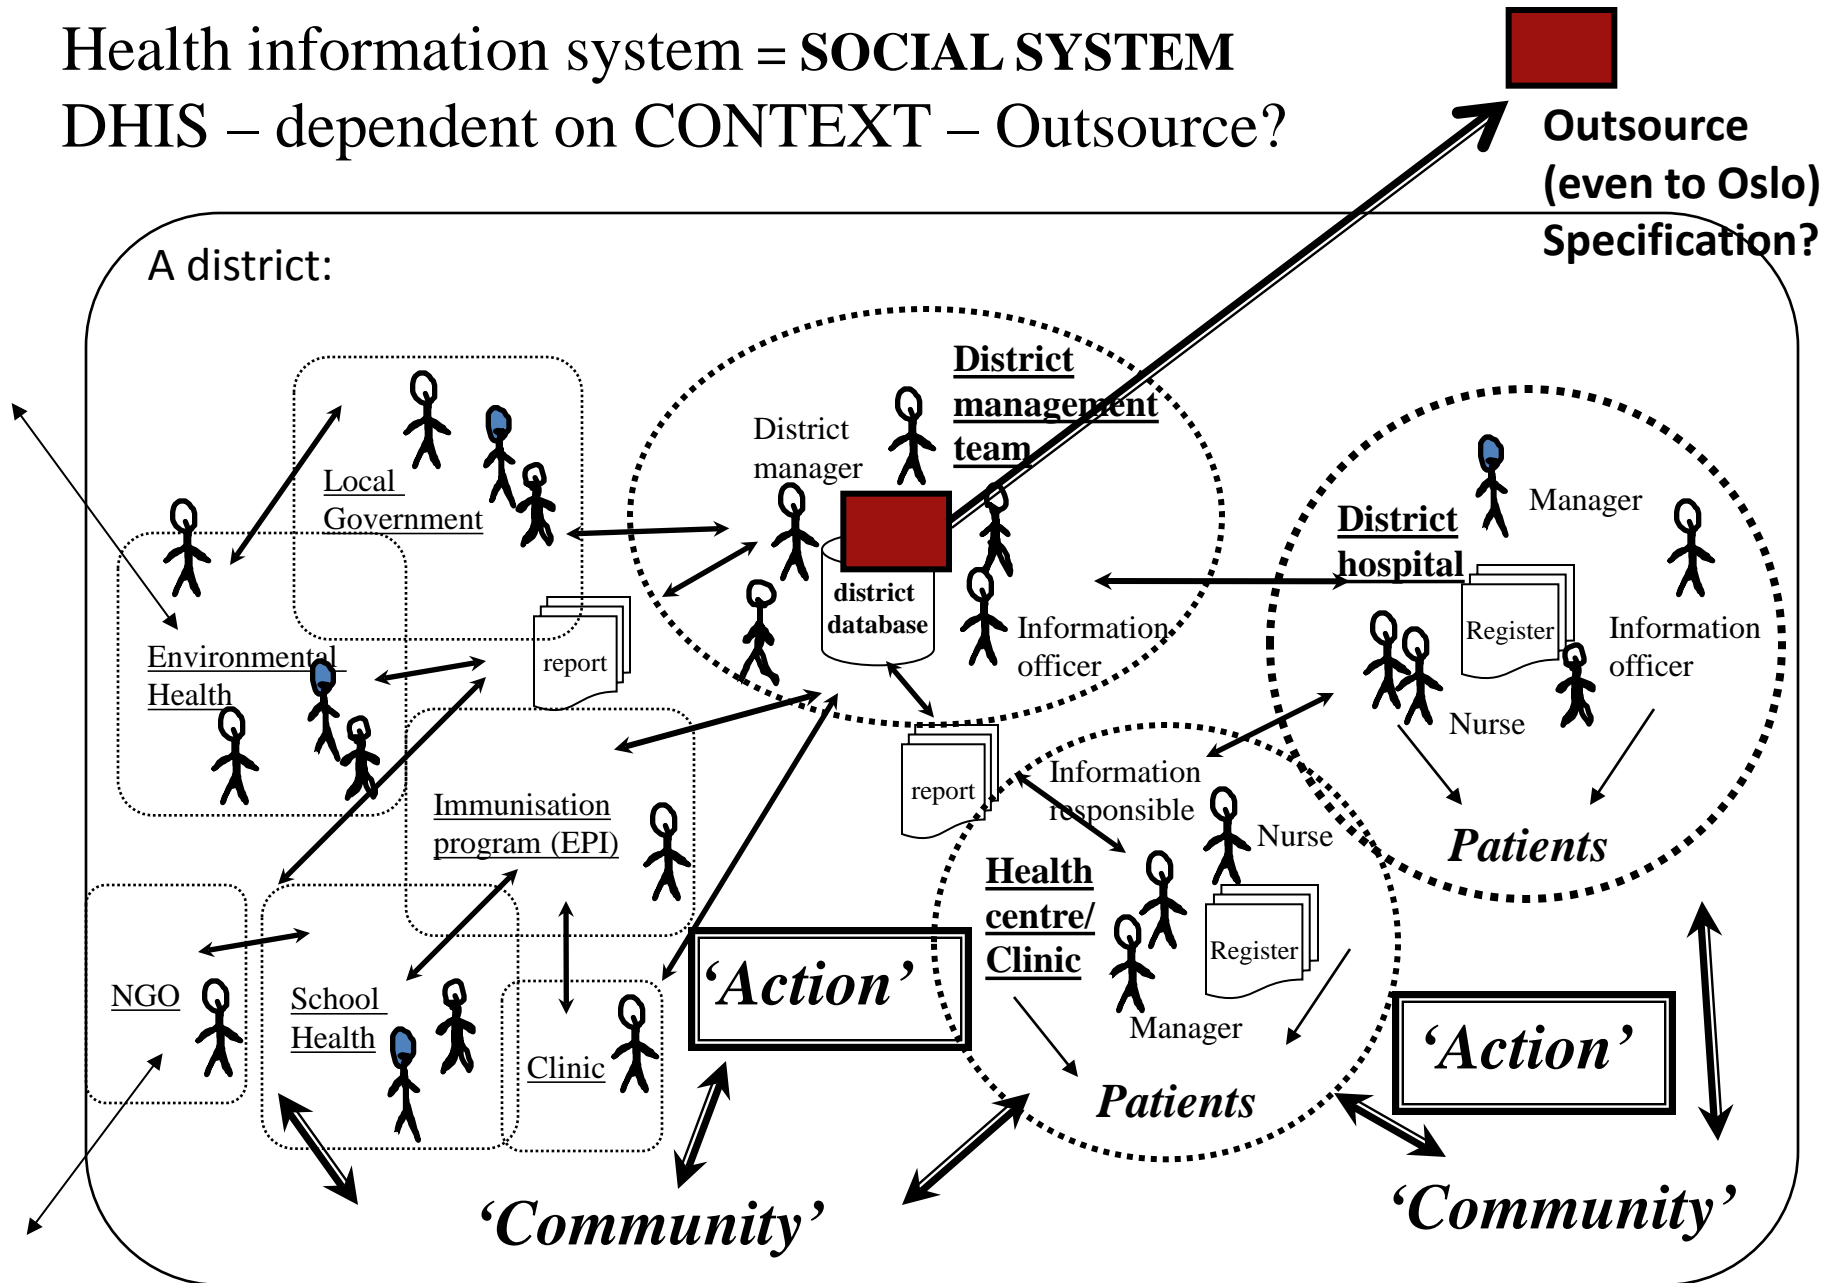 Health information system = SOCIAL SYSTEM
DHIS – dependent on CONTEXT – Outsource?
Outsource
(even to Oslo)
Specification?
A district:
District
management
team
District
manager
district
database
Information
officer
Local
Government
Environmental
Health
report
Immunisation
program (EPI)
NGO
School
Health
Clinic
report
District
hospital
Manager
Register
Information
officer
Nurse
Patients
Information
responsible
Nurse
Health
centre/
Clinic
Register
Manager
Patients
‘Action’
‘Action’
‘Community’
‘Community’